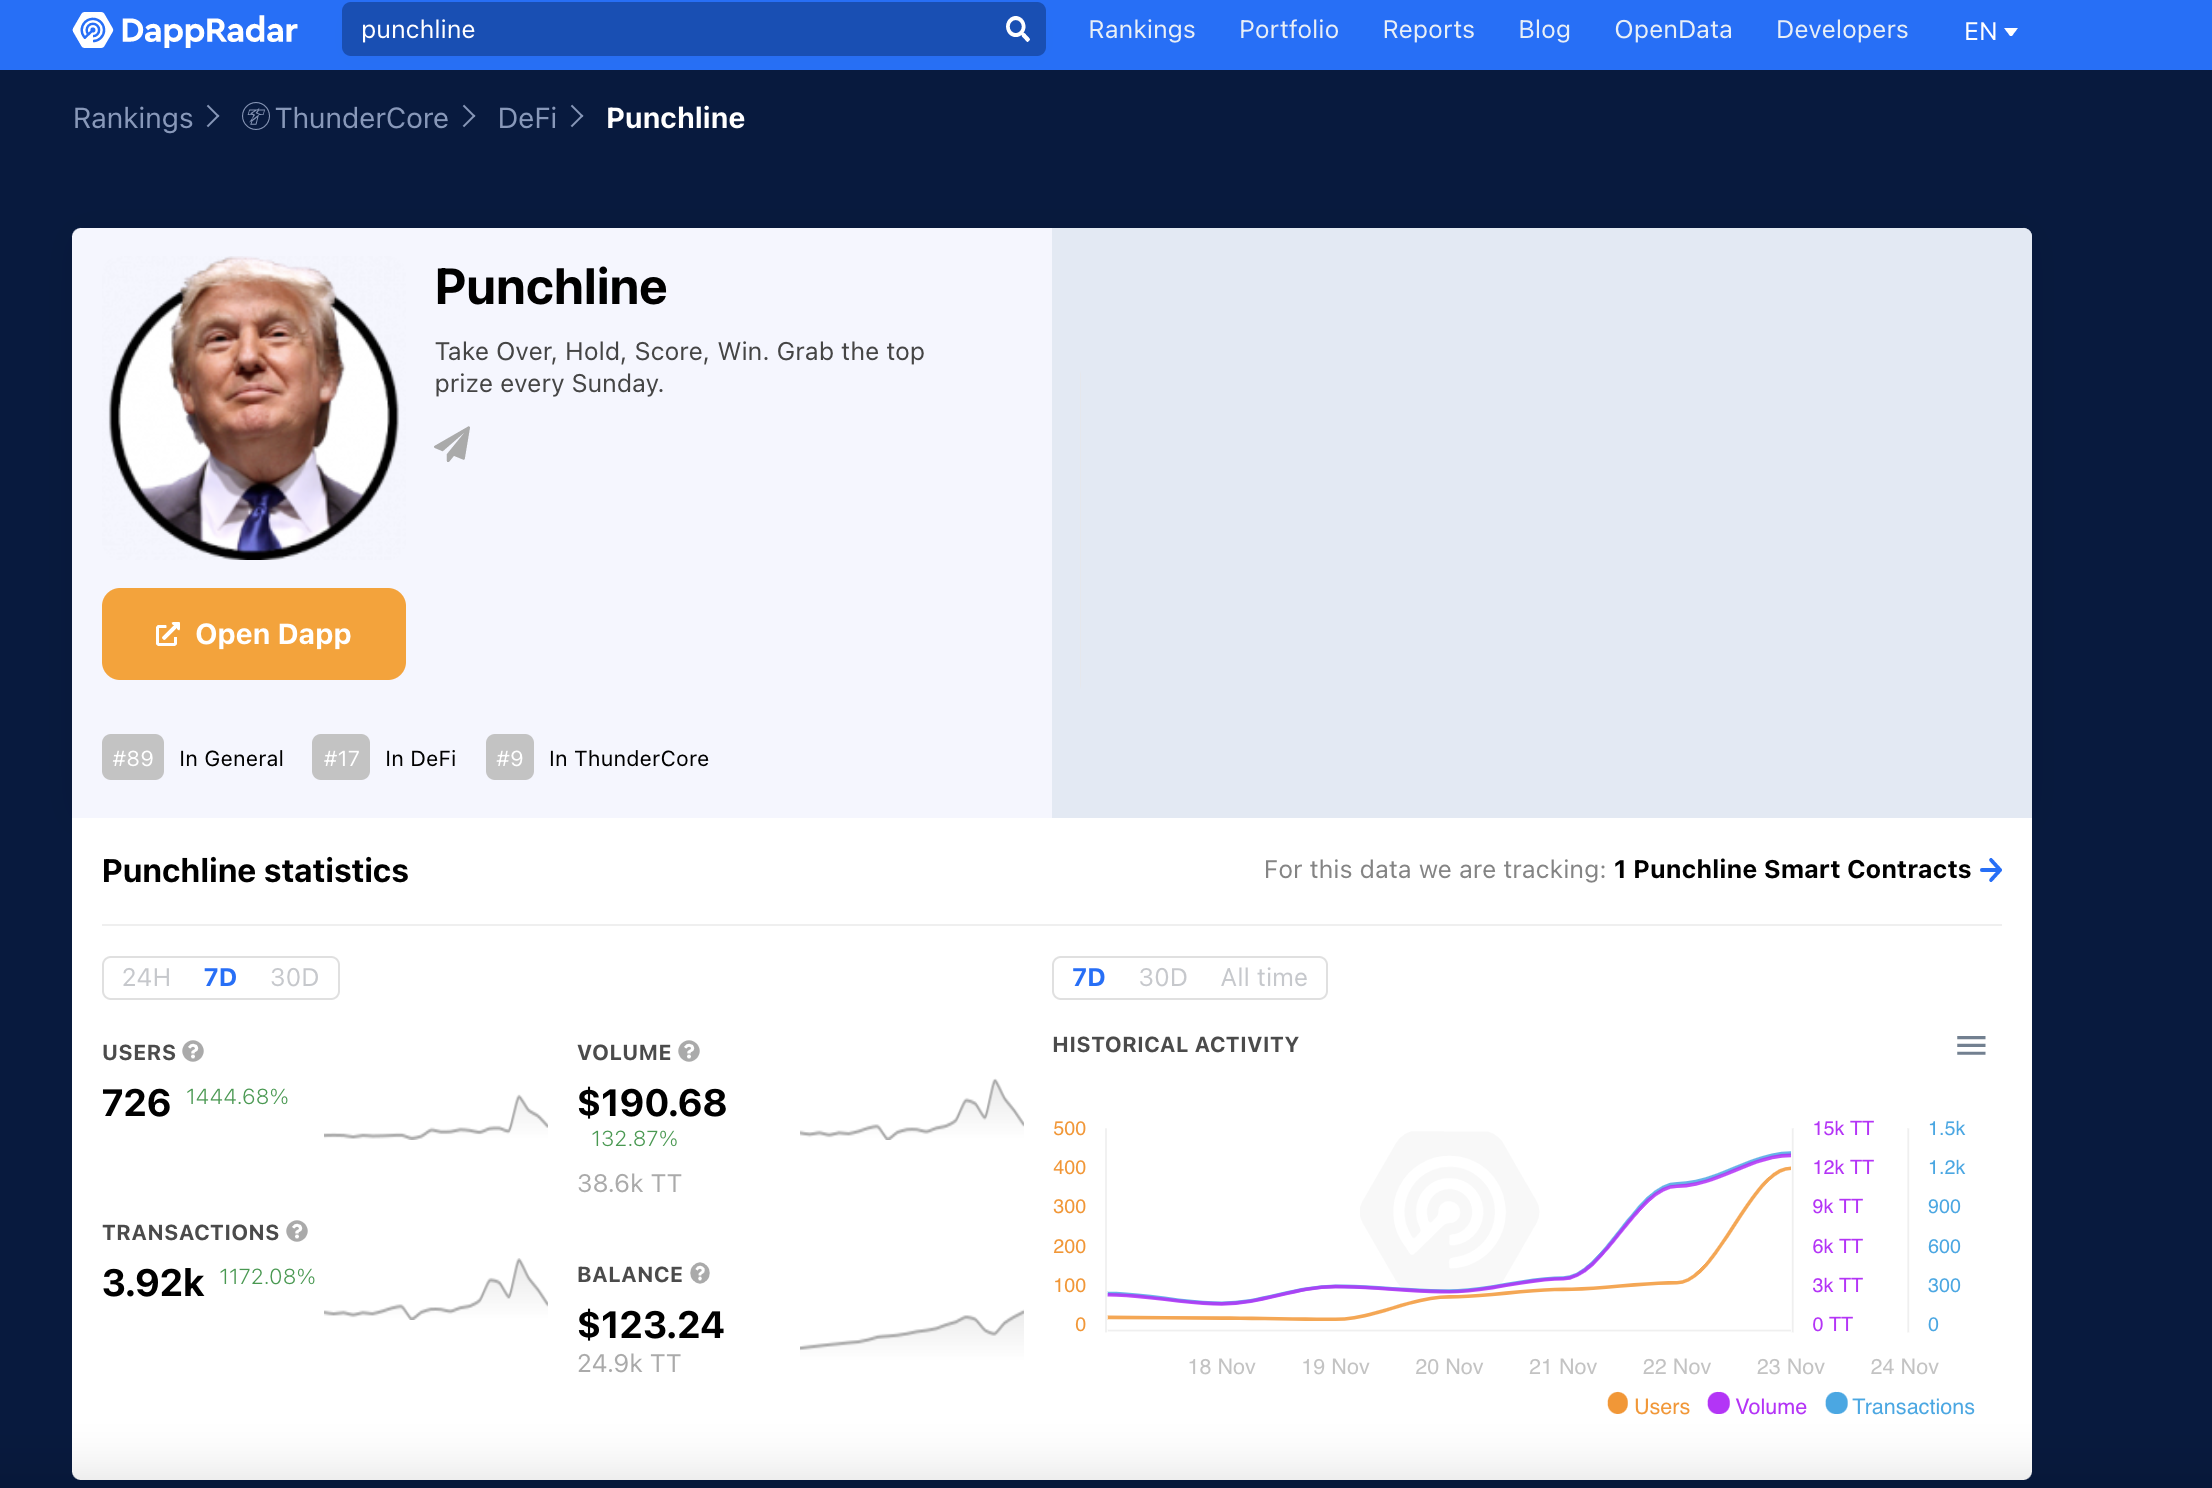 DappRadar
punchline
Rankings Portfolio Reports Blog OpenData Developers EN
Rankings > ThunderCore > DeFi > Punchline
Punchline
Take Over, Hold, Score, Win. Grab the top
prize every Sunday.
Open Dapp
#89 In General #17 In DeFi #9 In ThunderCore
Punchline statistics
For this data we are tracking: 1 Punchline Smart Contracts
24H 7D 30D
USERS ?
726 1444.68%
VOLUME ?
$190.68
132.87%
38.6k TT
TRANSACTIONS ?
3.92k 1172.08%
BALANCE ?
$123.24
24.9k TT
7D 30D All time
HISTORICAL ACTIVITY
500 15k TT 1.5k
400 12k TT 1.2k
300 9k TT 900
200 6k TT 600
100 3k TT 300
0 0 TT 0
18 Nov 19 Nov 20 Nov 21 Nov 22 Nov 23 Nov 24 Nov
Users Volume Transactions